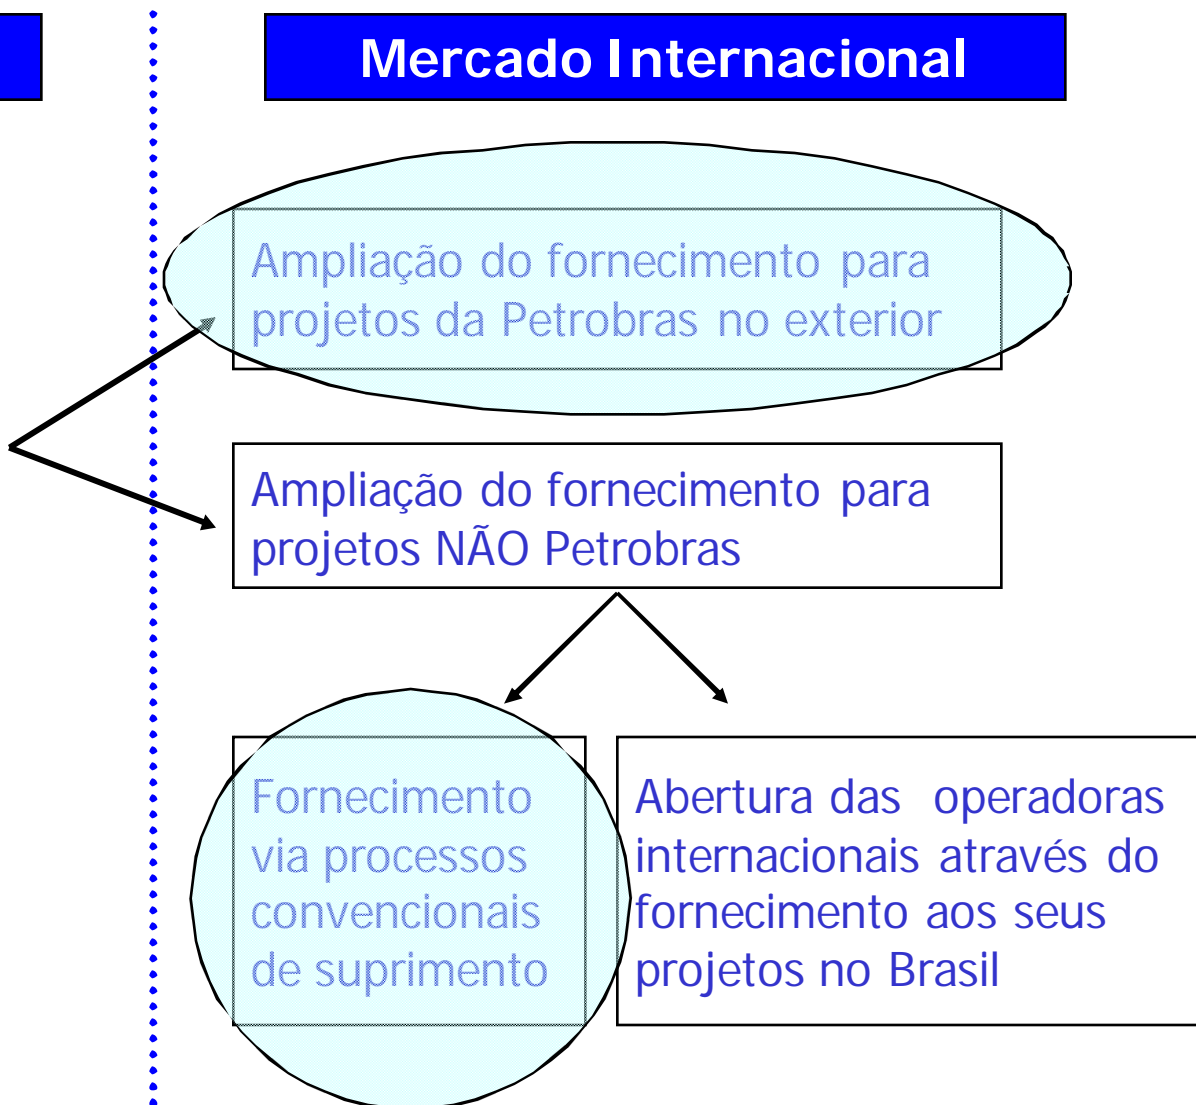 Mercado Internacional
Ampliação do fornecimento para
projetos da Petrobras no exterior
Ampliação do fornecimento para
projetos NÃO Petrobras
Fornecimento
via processos
convencionais
de suprimento
Abertura das operadoras
internacionais através do
fornecimento aos seus
projetos no Brasil